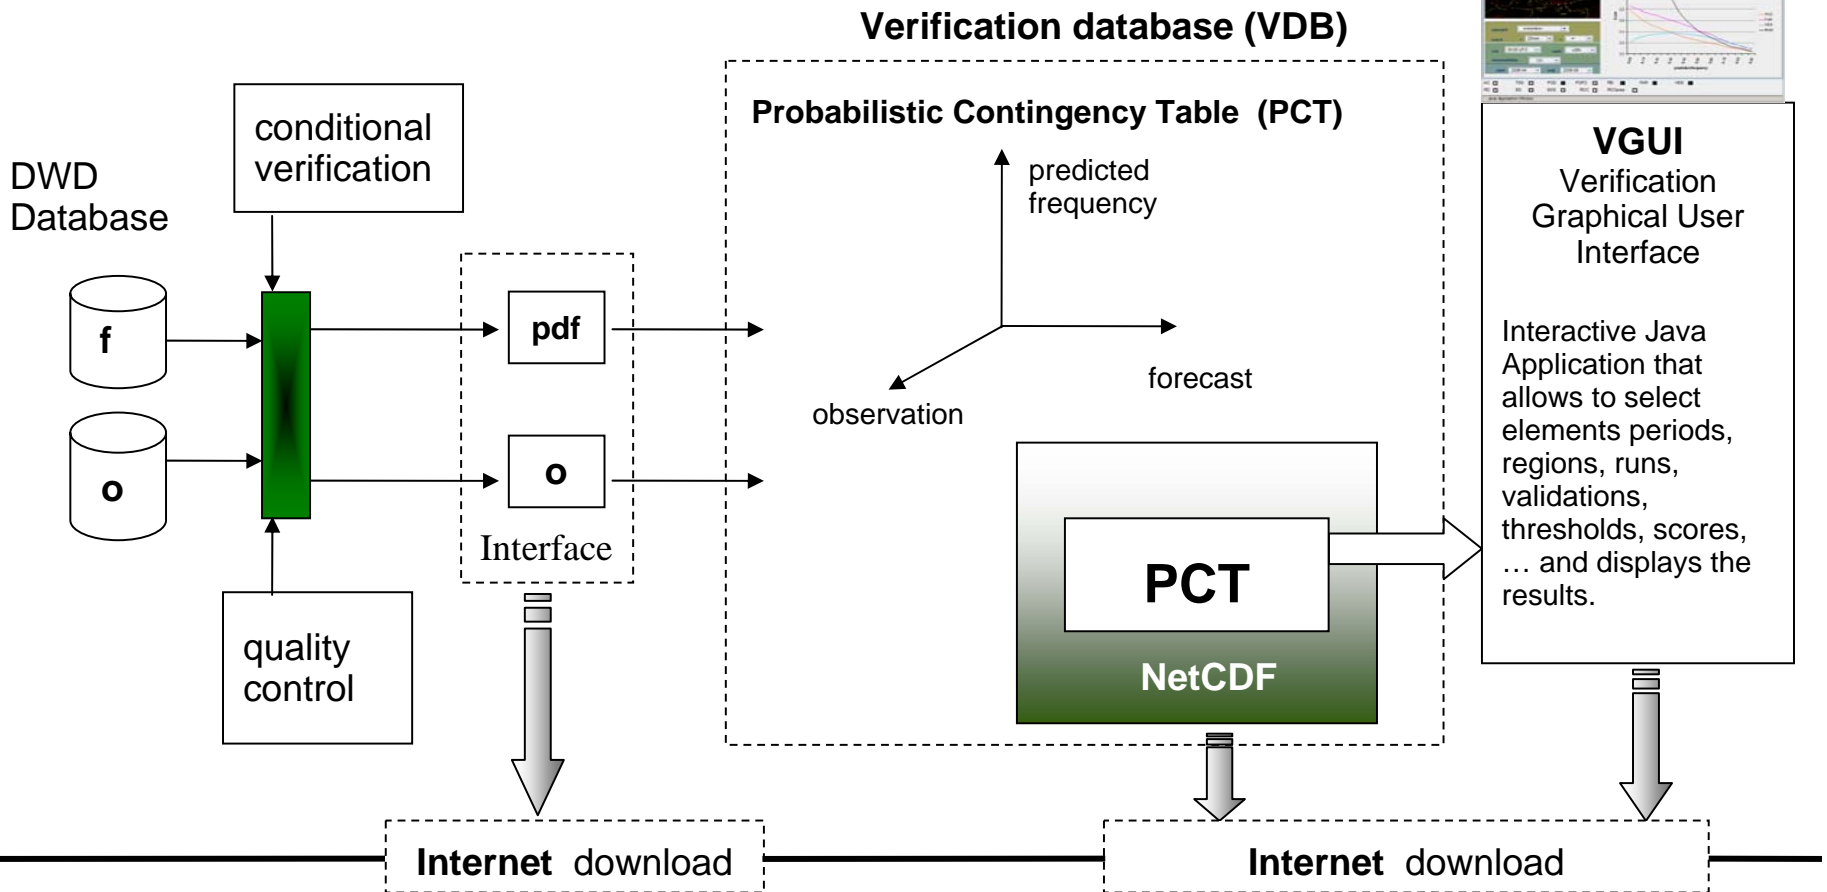 Verification database (VDB)
Probabilistic Contingency Table (PCT)
conditional
verification
DWD
Database
f
o
quality
control
pdf
o
Interface
predicted
frequency
forecast
observation
PCT
NetCDF
VGUI
Verification
Graphical User
Interface
Interactive Java
Application that
allows to select
elements periods,
regions, runs,
validations,
thresholds, scores,
… and displays the
results.
Internet download
Internet download